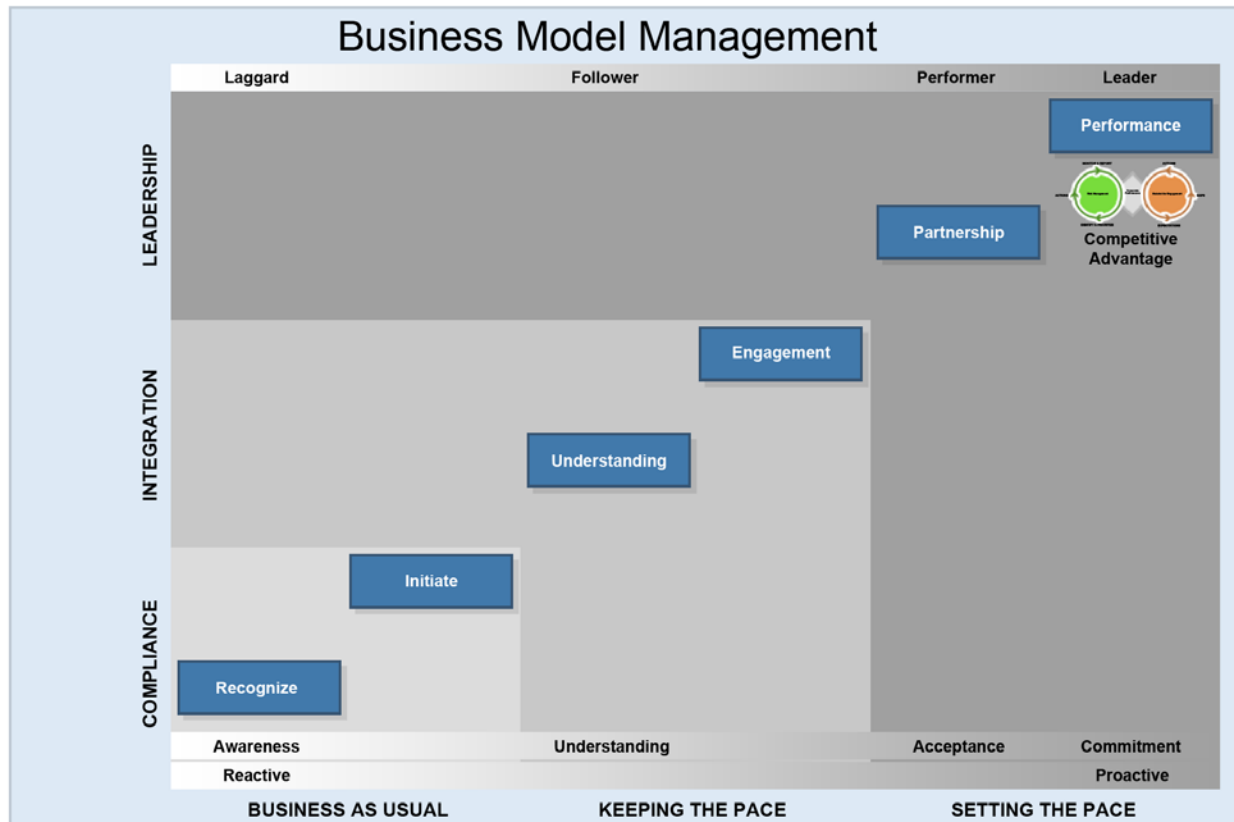 Business Model Management
Laggard
Follower
Performer
Leader
LEADERSHIP
Performance
Partnership
Competitive
Advantage
INTEGRATION
Engagement
Understanding
COMPLIANCE
Initiate
Recognize
Awareness
Understanding
Acceptance
Commitment
Reactive
Proactive
BUSINESS AS USUAL
KEEPING THE PACE
SETTING THE PACE